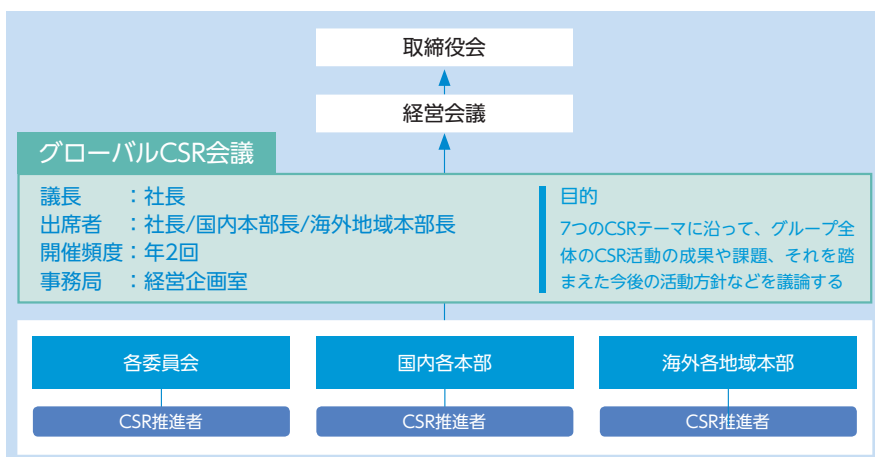 取締役会
経営会議
グローバルCSR会議
議長　　：社長
出席者　：社長/国内本部長/海外地域本部長
開催頻度：年2回
事務局　：経営企画室
目的
7つのCSRテーマに沿って、グループ全
体のCSR活動の成果や課題、それを踏
まえた今後の活動方針などを議論する
各委員会
国内各本部
海外各地域本部
CSR推進者
CSR推進者
CSR推進者